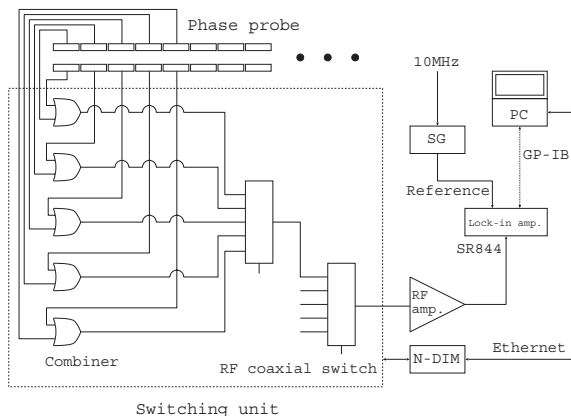 Phase probe
10MHz
PC
SG
GP-IB
Reference
Lock-in amp.
SR844
RF
amp.
Combiner
RF coaxial switch
N-DIM
Ethernet
Switching unit